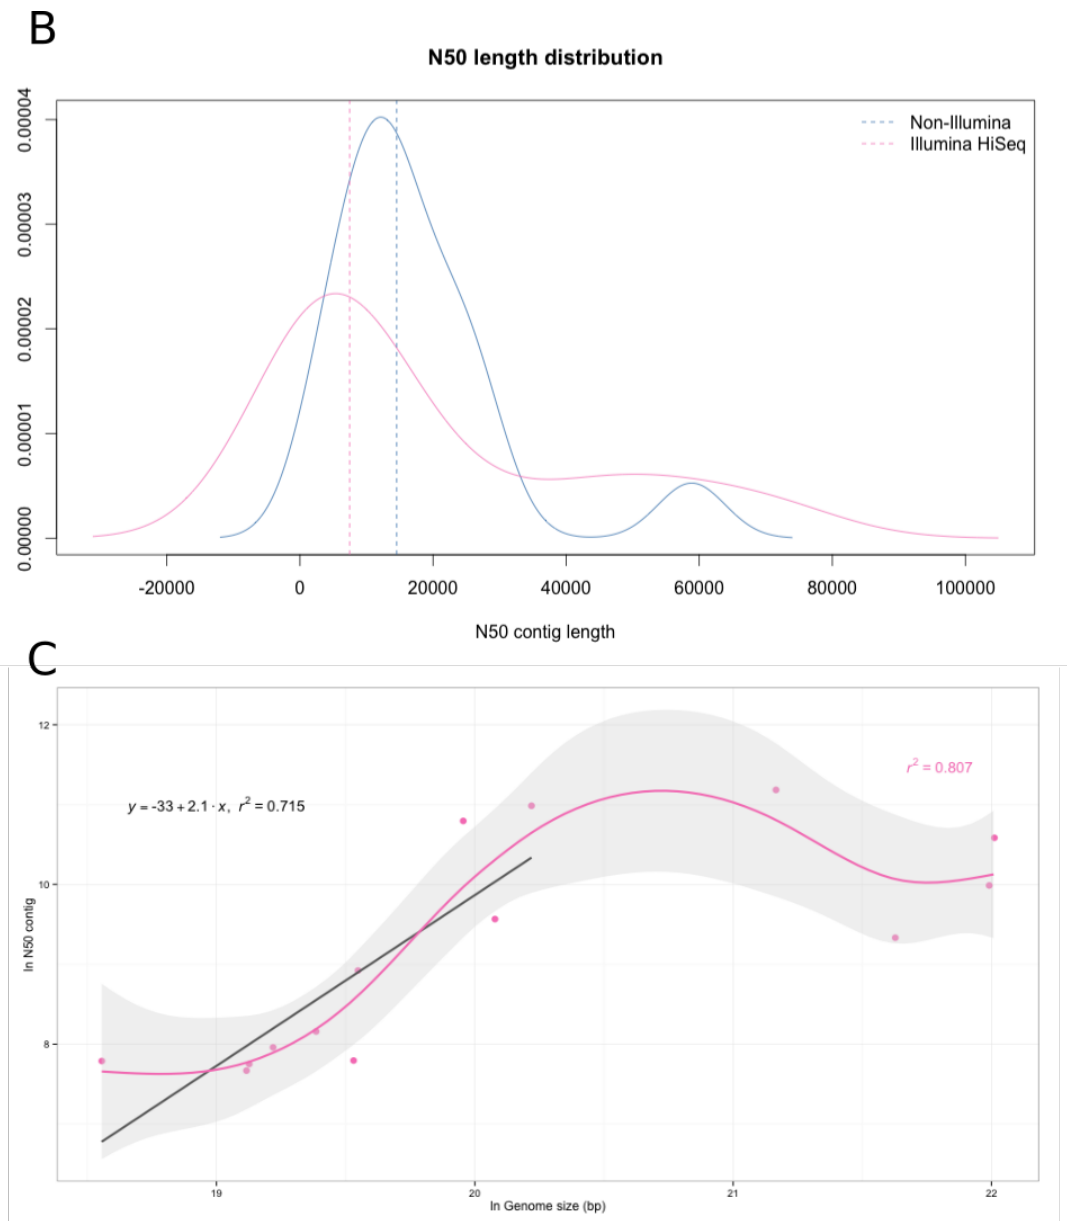 B
N50 length distribution
0.00004
0.00003
0.00002
0.00001
0.00000
Non-Illumina
Illumina HiSeq
-20000 0 20000 40000 60000 80000 100000
N50 contig length
C
12
10
8
ln N50 contig
y = -33 + 2.1 · x, r² = 0.715
r² = 0.807
19 20 21 22
ln Genome size (bp)